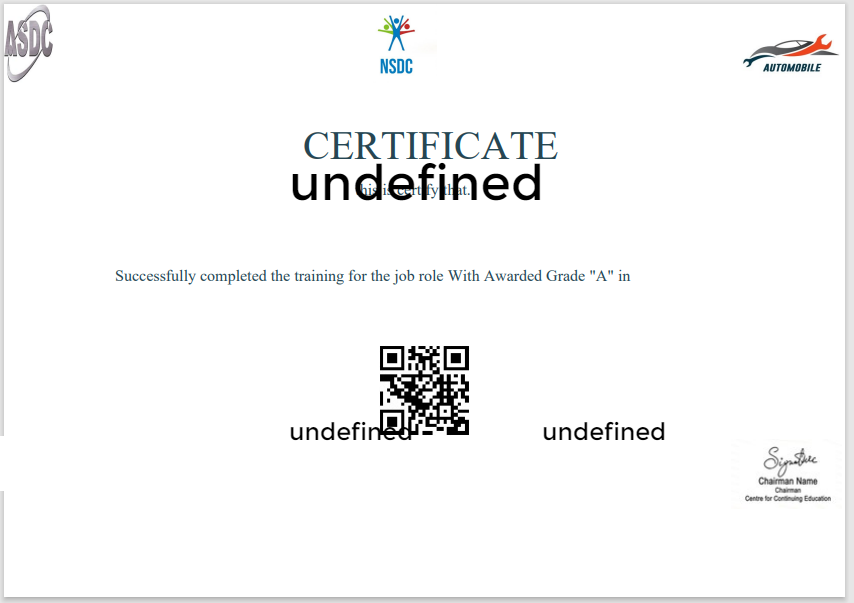 ASDC
NSDC
AUTOMOBILE
CERTIFICATE
undefined
his is certify that.
Successfully completed the training for the job role With Awarded Grade "A" in
undefined
undefined
Signature
Chairman Name
Chairman
Centre for Continuing Education